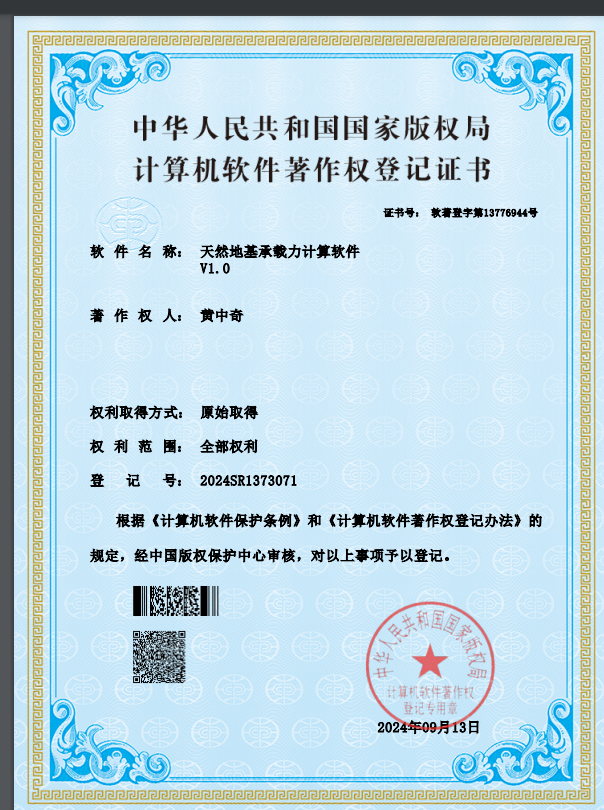 中华人民共和国国家版权局
计算机软件著作权登记证书
证书号： 软著登字第13776944号
软件名称： 天然地基承载力计算软件
V1.0
著作权人： 黄中奇
权利取得方式： 原始取得
权利范围： 全部权利
登记号： 2024SR1373071
根据《计算机软件保护条例》和《计算机软件著作权登记办法》的
规定，经中国版权保护中心审核，对以上事项予以登记。
中华人民共和国国家版权局
计算机软件著作权
登记专用章
2024年09月13日